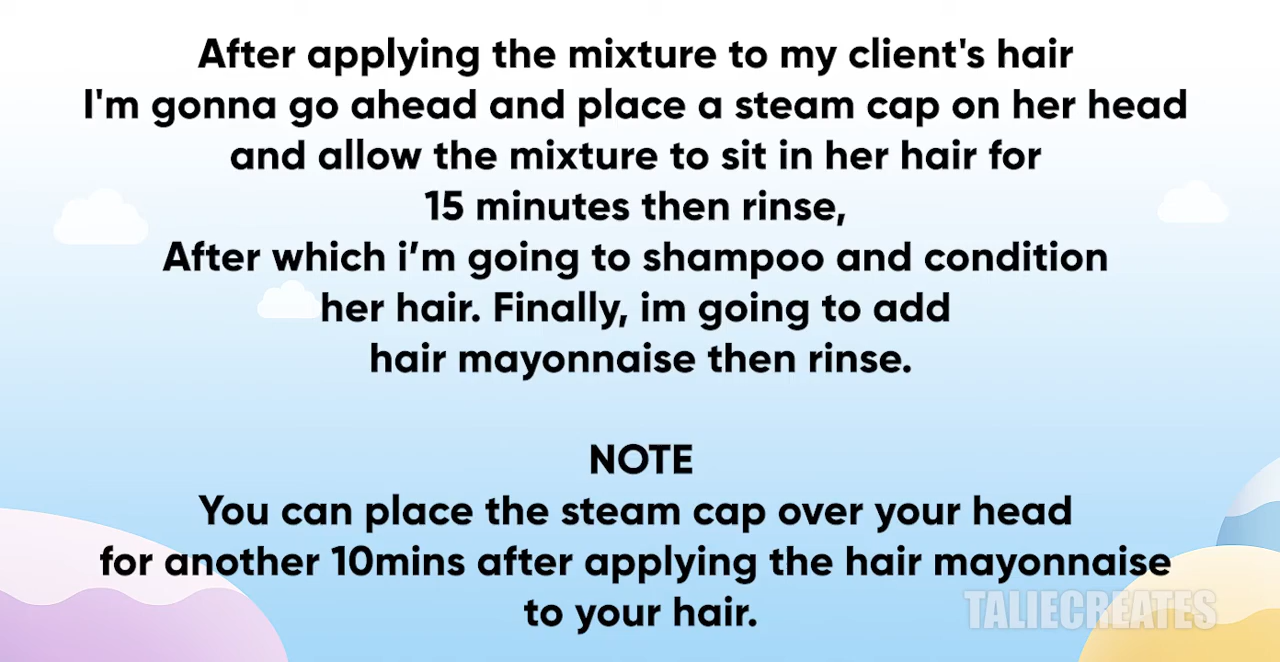 After applying the mixture to my client's hair
I'm gonna go ahead and place a steam cap on her head
and allow the mixture to sit in her hair for
15 minutes then rinse,
After which i’m going to shampoo and condition
her hair. Finally, im going to add
hair mayonnaise then rinse.
NOTE
You can place the steam cap over your head
for another 10mins after applying the hair mayonnaise
to your hair.
TALIECREATES